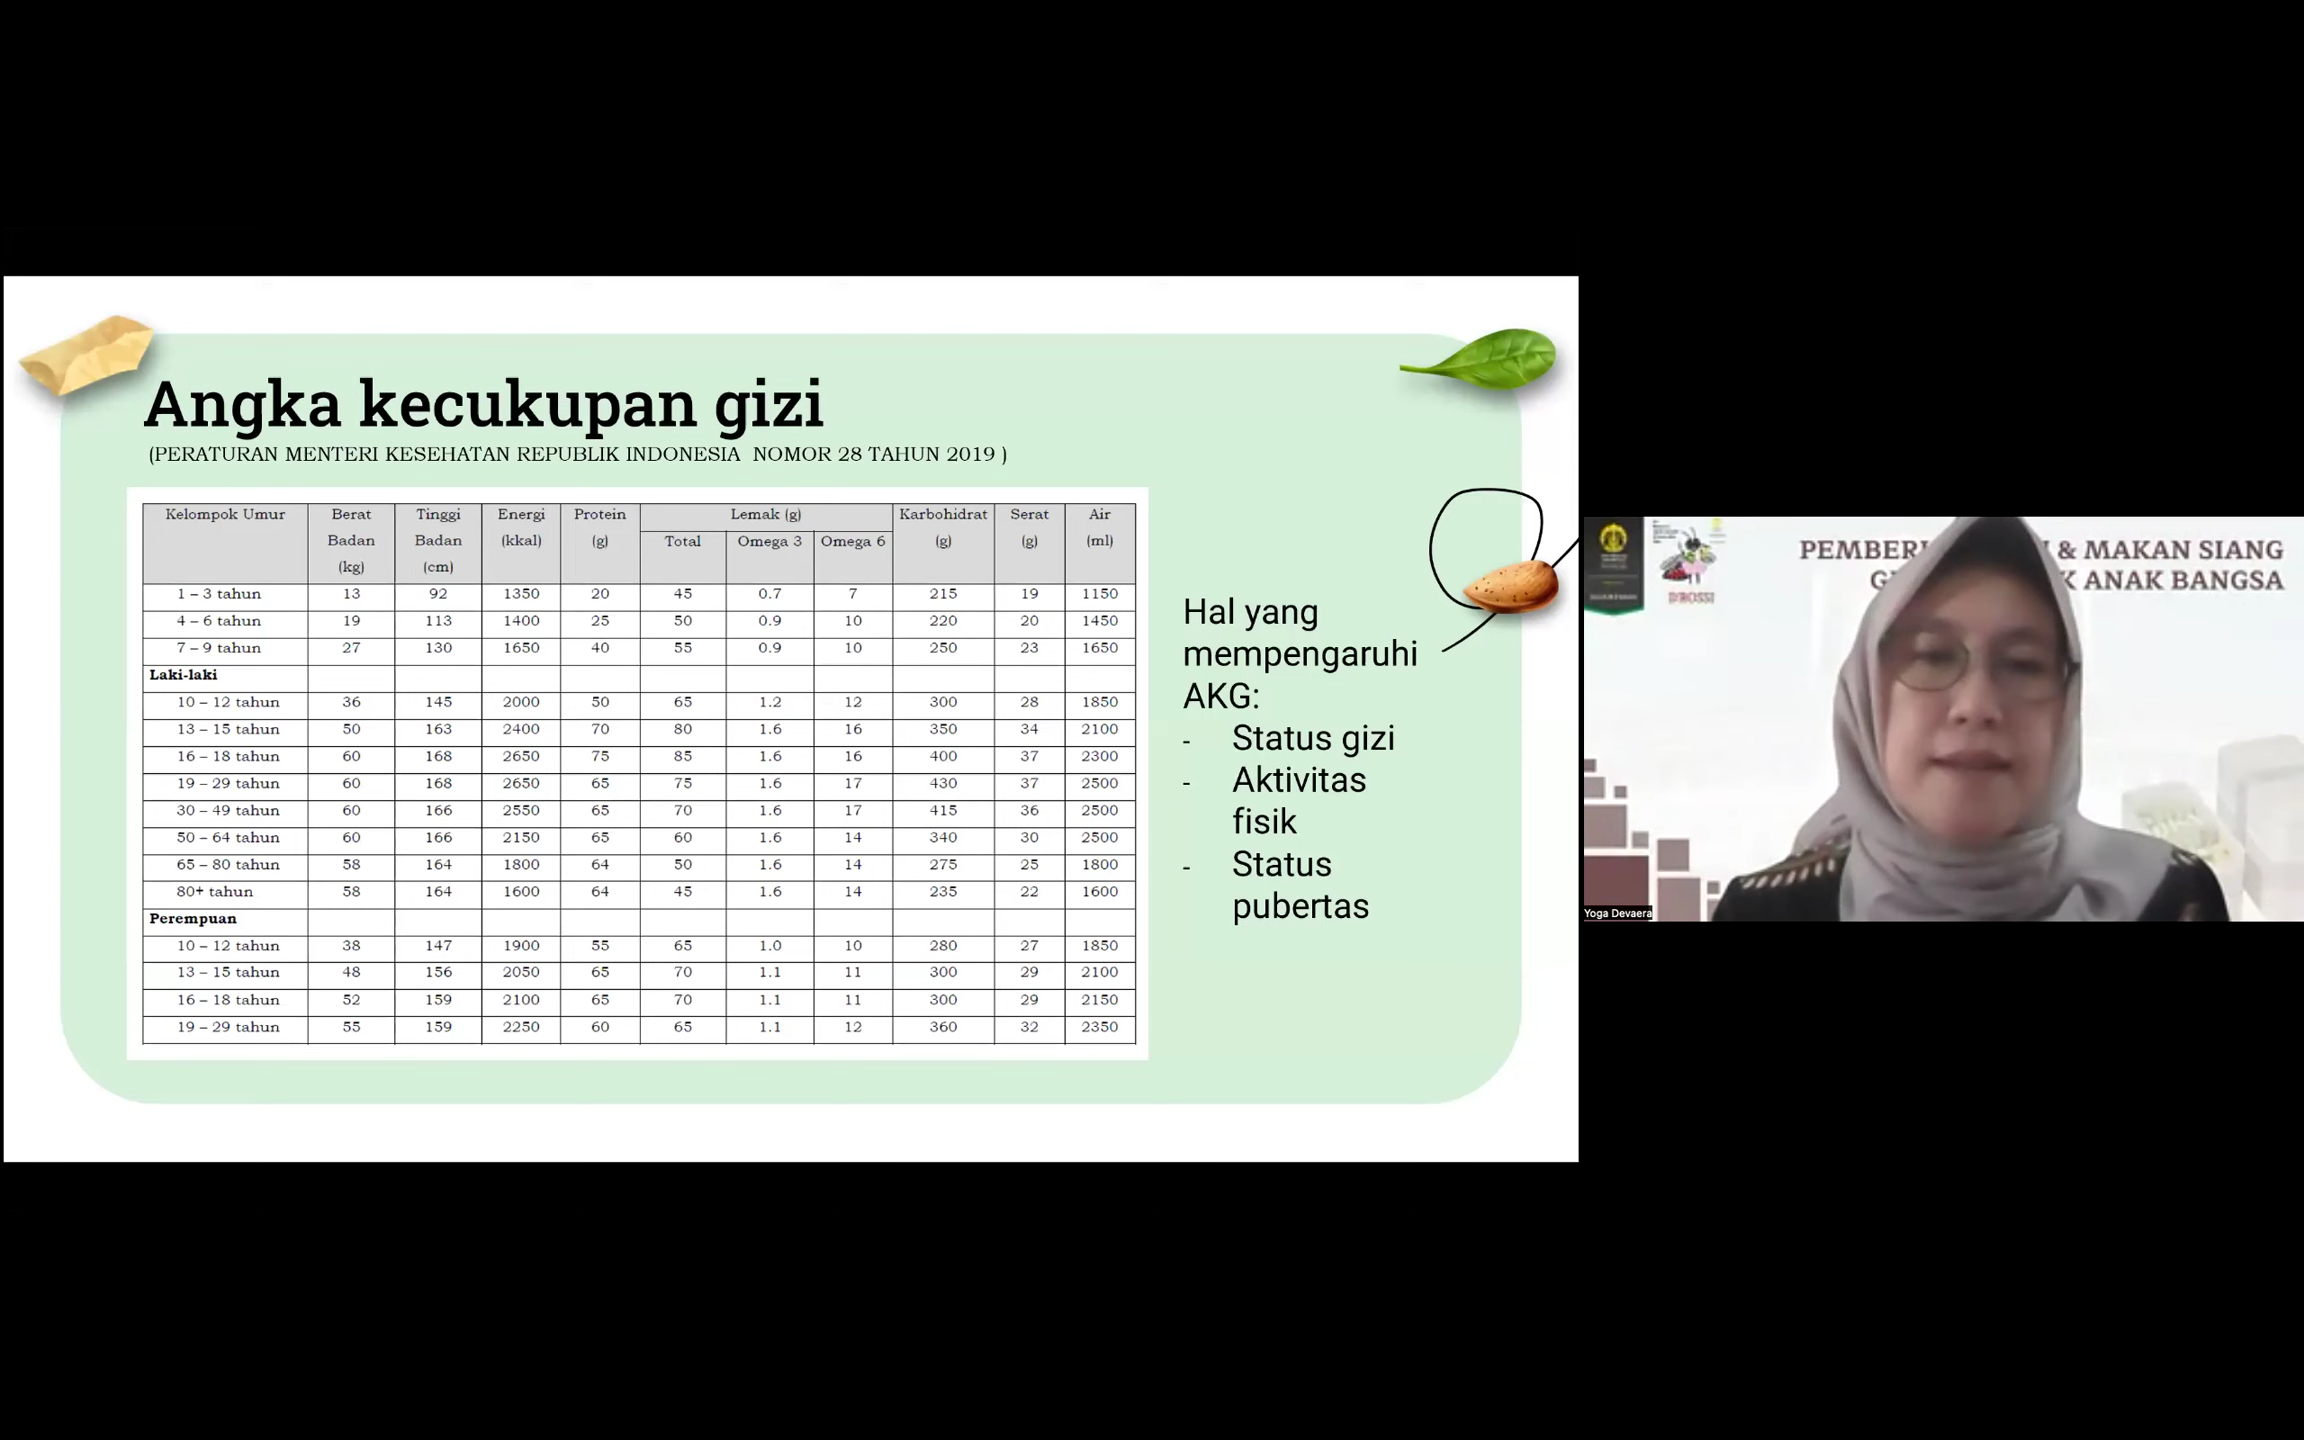 Angka kecukupan gizi
(PERATURAN MENTERI KESEHATAN REPUBLIK INDONESIA NOMOR 28 TAHUN 2019 )
Kelompok Umur Berat Badan (kg) Tinggi Badan (cm) Energi (kkal) Protein (g) Lemak (g) Total Omega 3 Omega 6 Karbohidrat (g) Serat (g) Air (ml)
1 – 3 tahun 13 92 1350 20 45 0.7 7 215 19 1150
4 – 6 tahun 19 113 1400 25 50 0.9 10 220 20 1450
7 – 9 tahun 27 130 1650 40 55 0.9 10 250 23 1650
Laki-laki
10 – 12 tahun 36 145 2000 50 65 1.2 12 300 28 1850
13 – 15 tahun 50 163 2400 70 80 1.6 16 350 34 2100
16 – 18 tahun 60 168 2650 75 85 1.6 16 400 37 2300
19 – 29 tahun 60 168 2650 65 75 1.6 17 430 37 2500
30 – 49 tahun 60 166 2550 65 70 1.6 17 415 36 2500
50 – 64 tahun 60 166 2150 65 60 1.6 14 340 30 2500
65 – 80 tahun 58 164 1800 64 50 1.6 14 275 25 1800
80+ tahun 58 164 1600 64 45 1.6 14 235 22 1600
Perempuan
10 – 12 tahun 38 147 1900 55 65 1.0 10 280 27 1850
13 – 15 tahun 48 156 2050 65 70 1.1 11 300 29 2100
16 – 18 tahun 52 159 2100 65 70 1.1 11 300 29 2150
19 – 29 tahun 55 159 2250 60 65 1.1 12 360 32 2350
Hal yang
mempengaruhi
AKG:
- Status gizi
- Aktivitas
fisik
- Status
pubertas
& MAKAN SIANG
ANAK BANGSA
D'ROSSI
Yoga Devaera